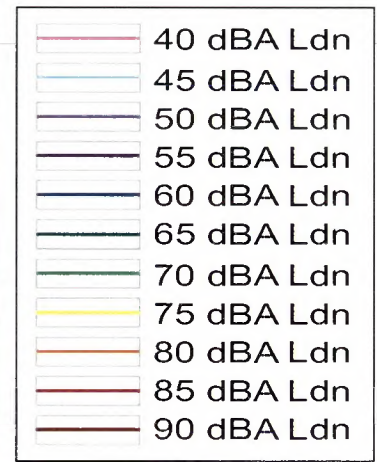 40 dBA Ldn
45 dBA Ldn
50 dBA Ldn
55 dBA Ldn
60 dBA Ldn
65 dBA Ldn
70 dBA Ldn
75 dBA Ldn
80 dBA Ldn
85 dBA Ldn
90 dBA Ldn